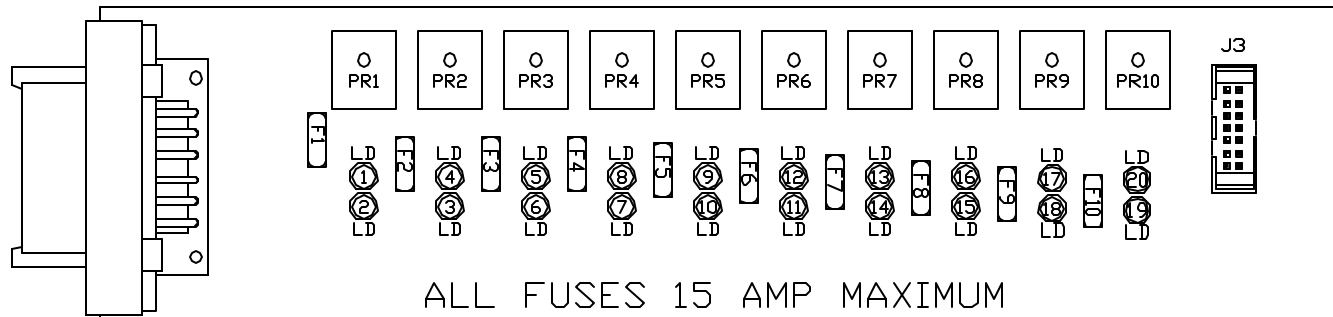 J3
PR1 PR2 PR3 PR4 PR5 PR6 PR7 PR8 PR9 PR10
F1 F2 F3 F4 F5 F6 F7 F8 F9 F10
LD LD LD LD LD LD LD LD LD LD
1 4 5 8 9 12 13 16 17 20
2 3 6 7 10 11 14 15 18 19
LD LD LD LD LD LD LD LD LD LD
ALL FUSES 15 AMP MAXIMUM